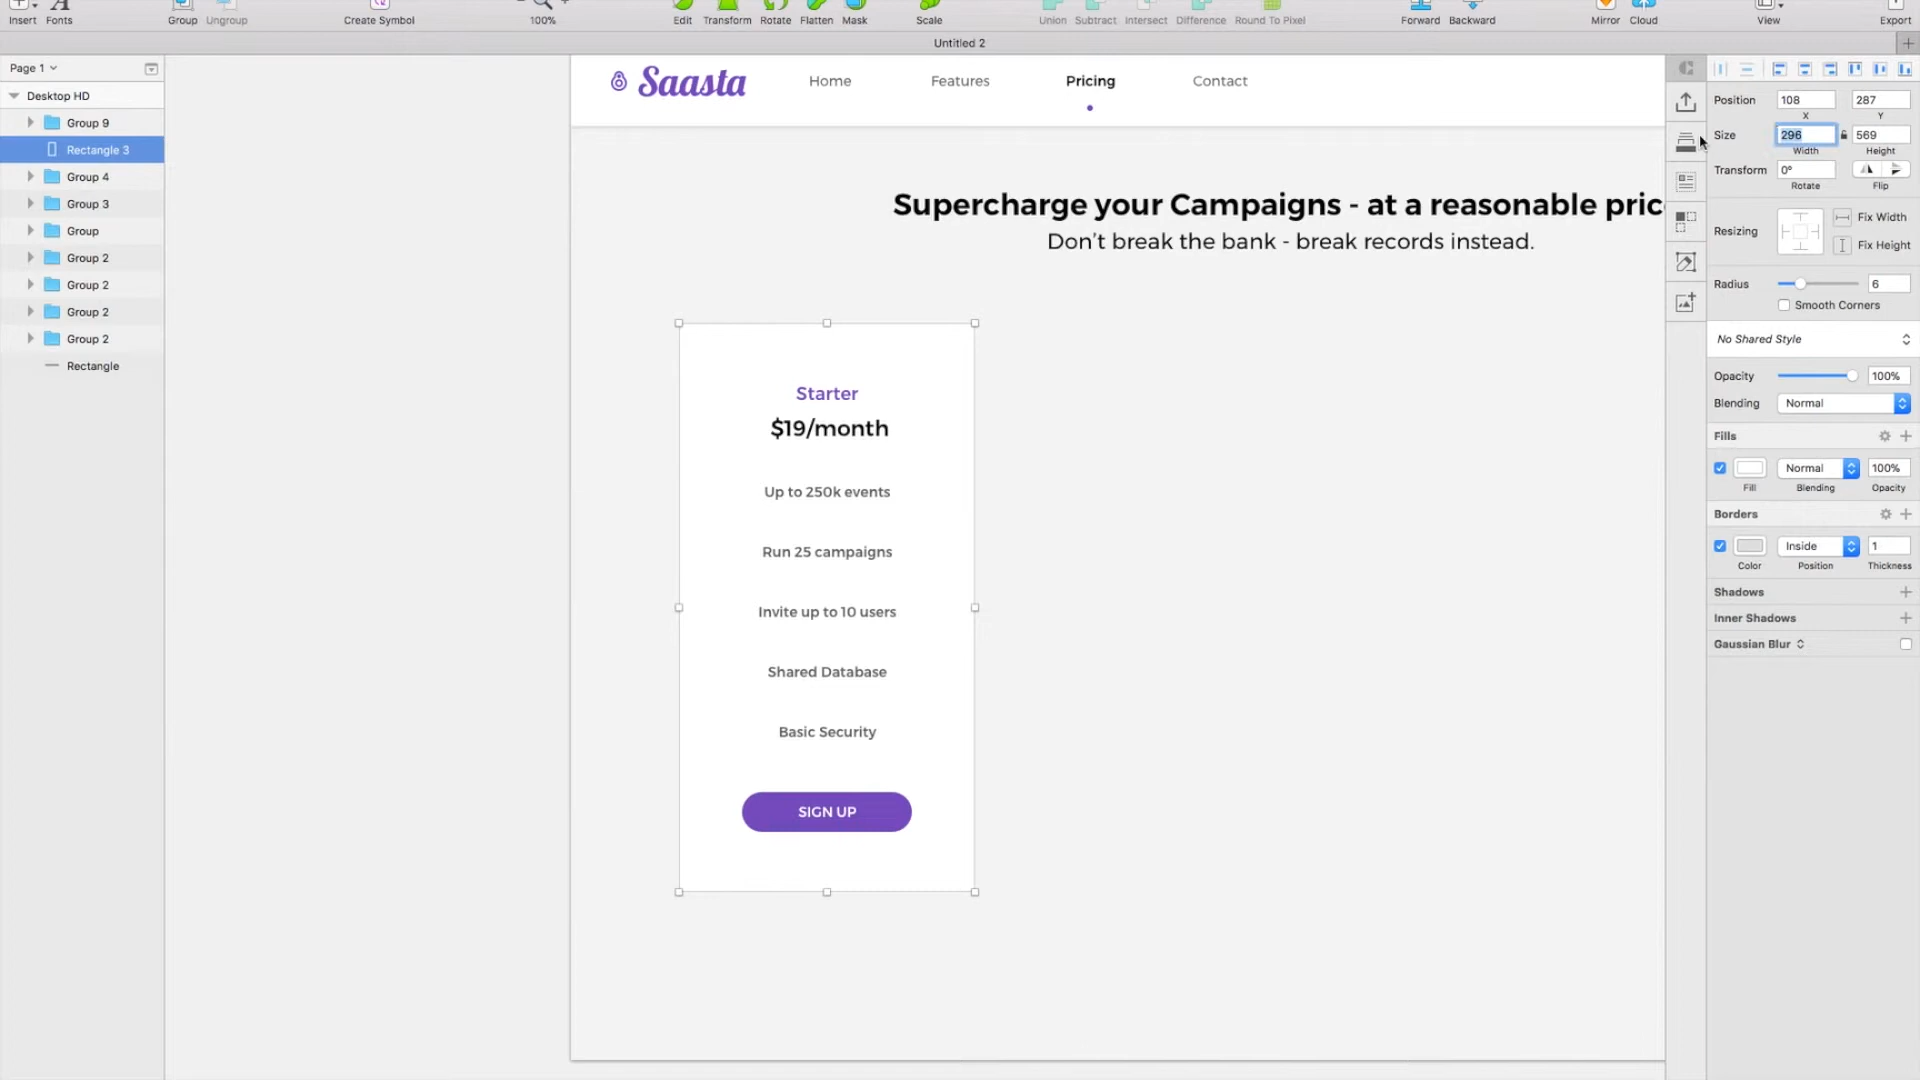 Insert
Fonts
Group
Ungroup
Create Symbol
100%
Edit
Transform
Rotate
Flatten
Mask
Scale
Union
Subtract
Intersect
Difference
Round To Pixel
Forward
Backward
Mirror
Cloud
View
Export
Untitled 2
Page 1
Desktop HD
Group 9
Rectangle 3
Group 4
Group 3
Group
Group 2
Group 2
Group 2
Group 2
Rectangle
Saasta
Home
Features
Pricing
Contact
Supercharge your Campaigns - at a reasonable pric
Don't break the bank - break records instead.
Starter
$19/month
Up to 250k events
Run 25 campaigns
Invite up to 10 users
Shared Database
Basic Security
SIGN UP
Position 108 287
X Y
Size 296 569
Width Height
Transform 0°
Rotate Flip
Resizing
Fix Width
Fix Height
Radius 6
Smooth Corners
No Shared Style
Opacity 100%
Blending Normal
Fills
Normal 100%
Fill Blending Opacity
Borders
Inside 1
Color Position Thickness
Shadows
Inner Shadows
Gaussian Blur